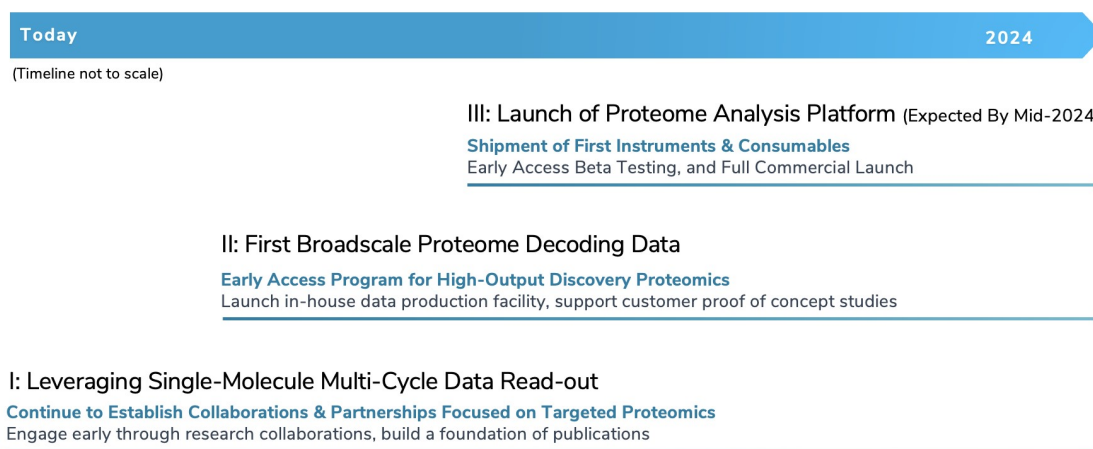 Today
2024
(Timeline not to scale)
III: Launch of Proteome Analysis Platform (Expected By Mid-2024
Shipment of First Instruments & Consumables
Early Access Beta Testing, and Full Commercial Launch
II: First Broadscale Proteome Decoding Data
Early Access Program for High-Output Discovery Proteomics
Launch in-house data production facility, support customer proof of concept studies
I: Leveraging Single-Molecule Multi-Cycle Data Read-out
Continue to Establish Collaborations & Partnerships Focused on Targeted Proteomics
Engage early through research collaborations, build a foundation of publications